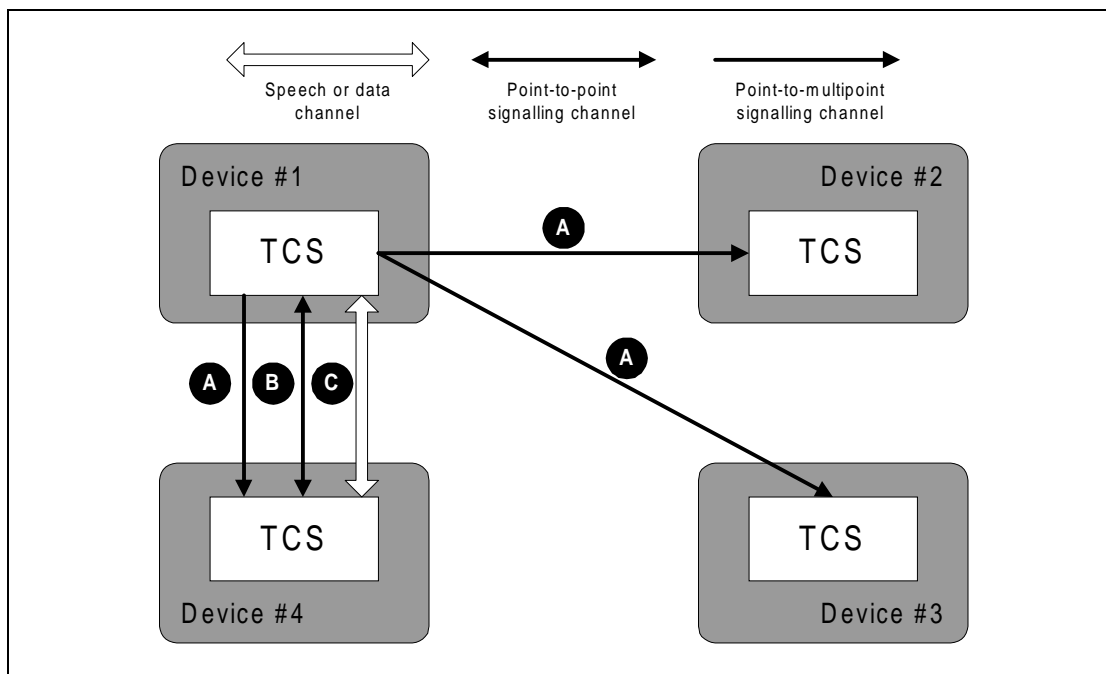 Speech or data
channel
Point-to-point
signalling channel
Point-to-multipoint
signalling channel
Device #1
TCS
Device #2
TCS
A
A
A
B
C
TCS
Device #4
TCS
Device #3